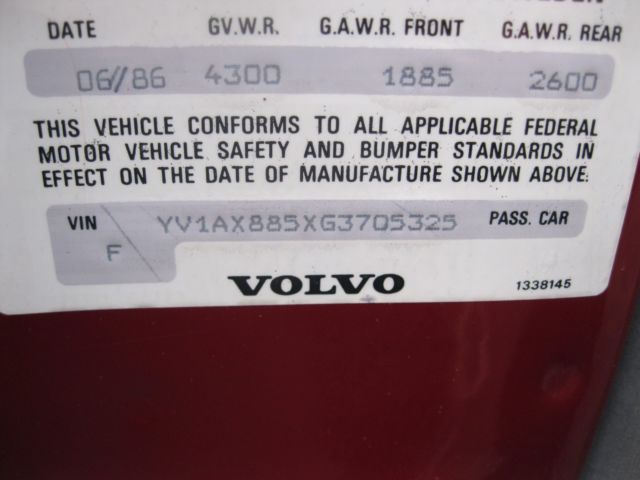 DATE G.V.W.R. G.A.W.R. FRONT G.A.W.R. REAR
06//86 4300 1885 2600
THIS VEHICLE CONFORMS TO ALL APPLICABLE FEDERAL
MOTOR VEHICLE SAFETY AND BUMPER STANDARDS IN
EFFECT ON THE DATE OF MANUFACTURE SHOWN ABOVE.
VIN YV1AX885XG3705325 PASS. CAR
F
VOLVO 1338145